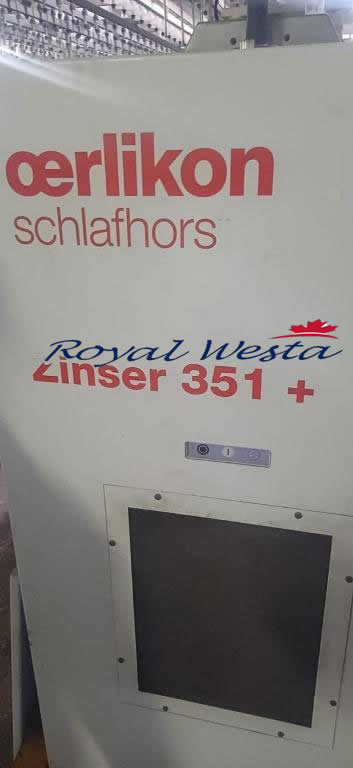 œrlikon
schlafhors
Royal Westa
Zinser 351 +